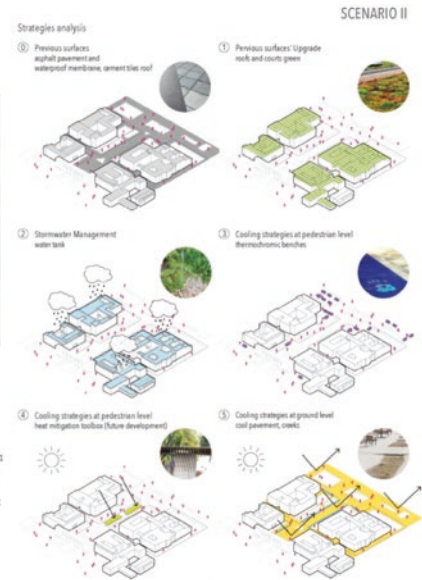 SCENARIO II
Strategies analysis
0 Previous surfaces
asphalt pavement and
waterproof membrane, cement tiles roof
1 Pervious surfaces' Upgrade
roofs and courts green
2 Stormwater Management
water tank
3 Cooling strategies at pedestrian level
thermochromic benches
4 Cooling strategies at pedestrian level
heat mitigation toolbox (future development)
5 Cooling strategies at ground level
cool pavement, creeks